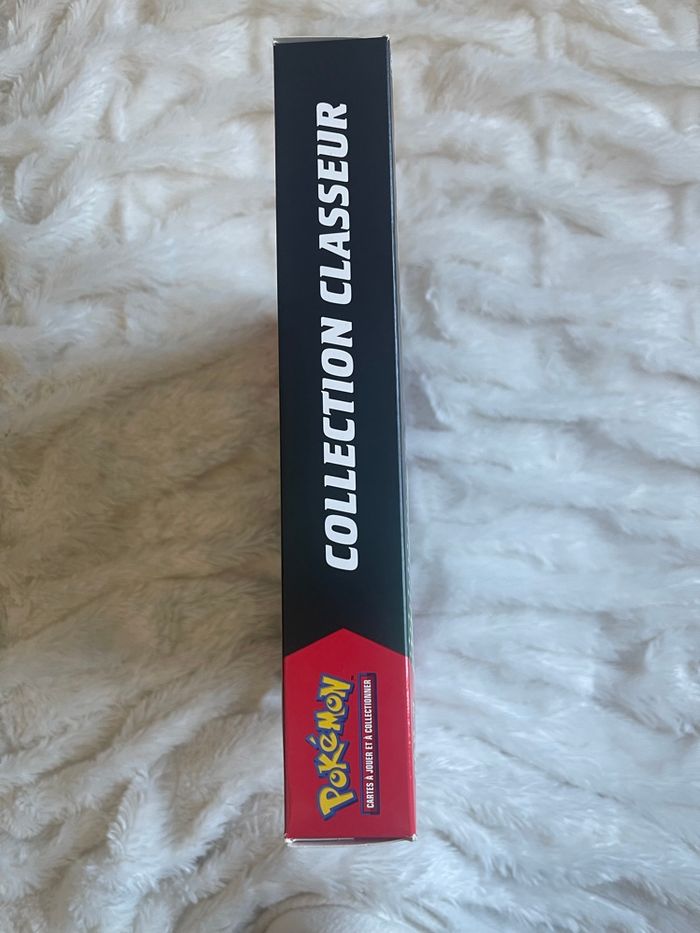 COLLECTION CLASSEUR
POKÉMON
CARTES À JOUER ET À COLLECTIONNER